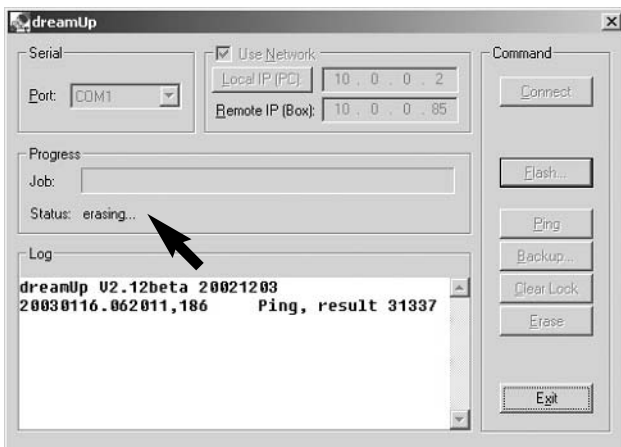 dreamUp
Serial
Port: COM1
Use Network
Local IP (PC): 10 . 0 . 0 . 2
Remote IP (Box): 10 . 0 . 0 . 85
Command
Connect
Flash...
Ping
Backup...
Clear Lock
Erase
Exit
Progress
Job:
Status: erasing...
Log
dreamUp V2.12beta 20021203
20030116.062011,186 Ping, result 31337